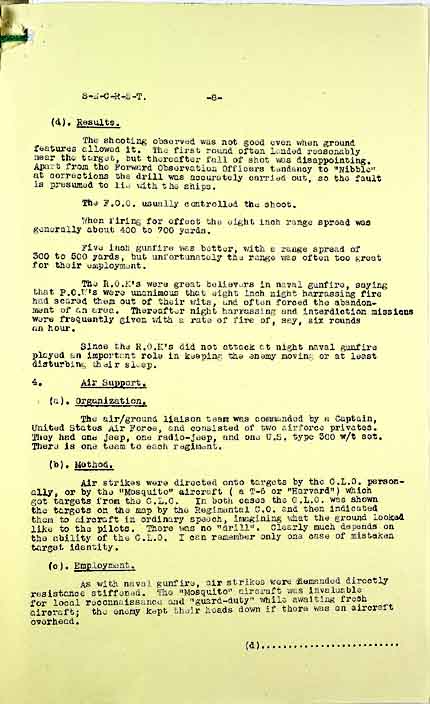 S-E-C-R-E-T. -8-
(d). Results.
The shooting observed was not good even when ground
features allowed it. The first round often landed reasonably
near the target, but thereafter fall of shot was disappointing.
Apart from the Forward Observation Officers tendancy to "Nibble"
at corrections the drill was accurately carried out, so the fault
is presumed to lie with the ships.
The F.O.O. usually controlled the shoot.
When firing for effect the eight inch range spread was
generally about 400 to 700 yards.
Five inch gunfire was better, with a range spread of
300 to 500 yards, but unfortunately the range was often too great
for their employment.
The R.O.K's were great believers in naval gunfire, saying
that P.O.W's were unanimous that eight inch night harrassing fire
had scared them out of their wits, and often forced the abandon-
ment of an area. Thereafter night harrassing and interdiction missions
were frequently given with a rate of fire of, say, six rounds
an hour.
Since the R.O.K's did not attack at night naval gunfire
played an important role in keeping the enemy moving or at least
disturbing their sleep.
4. Air Support.
(a). Organization.
The air/ground liaison team was commanded by a Captain,
United States Air Force, and consisted of two airforce privates.
They had one jeep, one radio-jeep, and one U.S. type 300 w/t set.
There is one team to each regiment.
(b). Method.
Air strikes were directed onto targets by the G.L.O. person-
ally, or by the "Mosquito" aircraft ( a T-6 or "Harvard") which
got targets from the G.L.O. In both cases the G.L.O. was shown
the targets on the map by the Regimental C.O. and then indicated
them to aircraft in ordinary speech, imagining what the ground looked
like to the pilots. There was no "drill". Clearly much depends on
the ability of the G.L.O. I can remember only one case of mistaken
target identity.
(c). Employment.
As with naval gunfire, air strikes were demanded directly
resistance stiffened. The "Mosquito" aircraft was invaluable
for local reconnaissance and "guard-duty" while awaiting fresh
aircraft; the enemy kept their heads down if there was an aircraft
overhead.
(d).........................